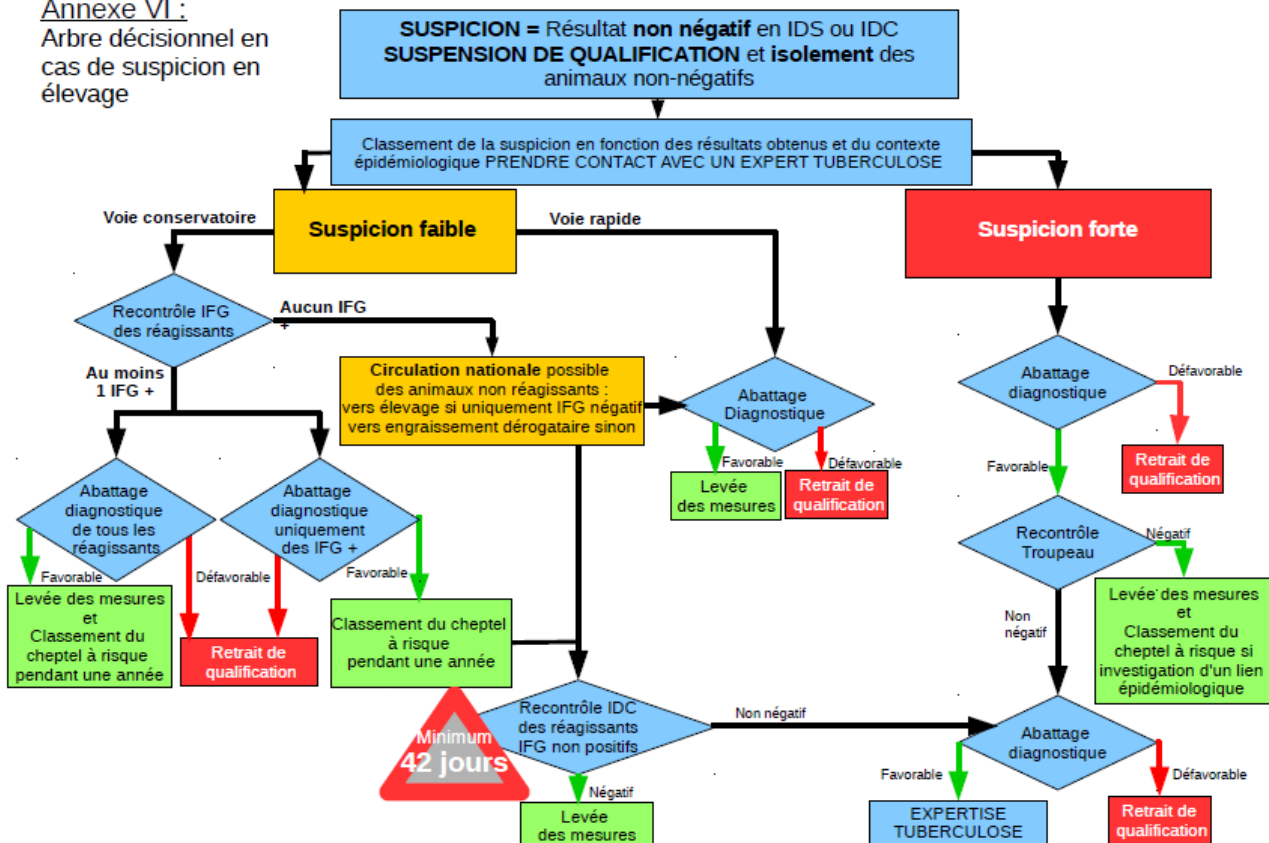 Annexe VI :
Arbre décisionnel en
cas de suspicion en
élevage
SUSPICION = Résultat non négatif en IDS ou IDC
SUSPENSION DE QUALIFICATION et isolement des
animaux non-négatifs
Classement de la suspicion en fonction des résultats obtenus et du contexte
épidémiologique PRENDRE CONTACT AVEC UN EXPERT TUBERCULOSE
Voie conservatoire
Suspicion faible
Voie rapide
Suspicion forte
Recontrôle IFG
des réagissants
Aucun IFG
+
Au moins
1 IFG +
Circulation nationale possible
des animaux non réagissants :
vers élevage si uniquement IFG négatif
vers engraissement dérogataire sinon
Abattage
Diagnostique
Abattage
diagnostique
Défavorable
Favorable
Défavorable
Levée
des mesures
Retrait de
qualification
Favorable
Retrait de
qualification
Abattage
diagnostique
de tous les
réagissants
Abattage
diagnostique
uniquement
des IFG +
Recontrôle
Troupeau
Négatif
Favorable
Défavorable
Favorable
Levée des mesures
et
Classement du
cheptel à risque
pendant une année
Retrait de
qualification
Classement du cheptel
à risque
pendant une année
Non
négatif
Levée des mesures
et
Classement du
cheptel à risque si
investigation d'un lien
épidémiologique
Minimum
42 jours
Recontrôle IDC
des réagissants
IFG non positifs
Non négatif
Abattage
diagnostique
Négatif
Favorable
Défavorable
Levée
des mesures
EXPERTISE
TUBERCULOSE
Retrait de
qualification